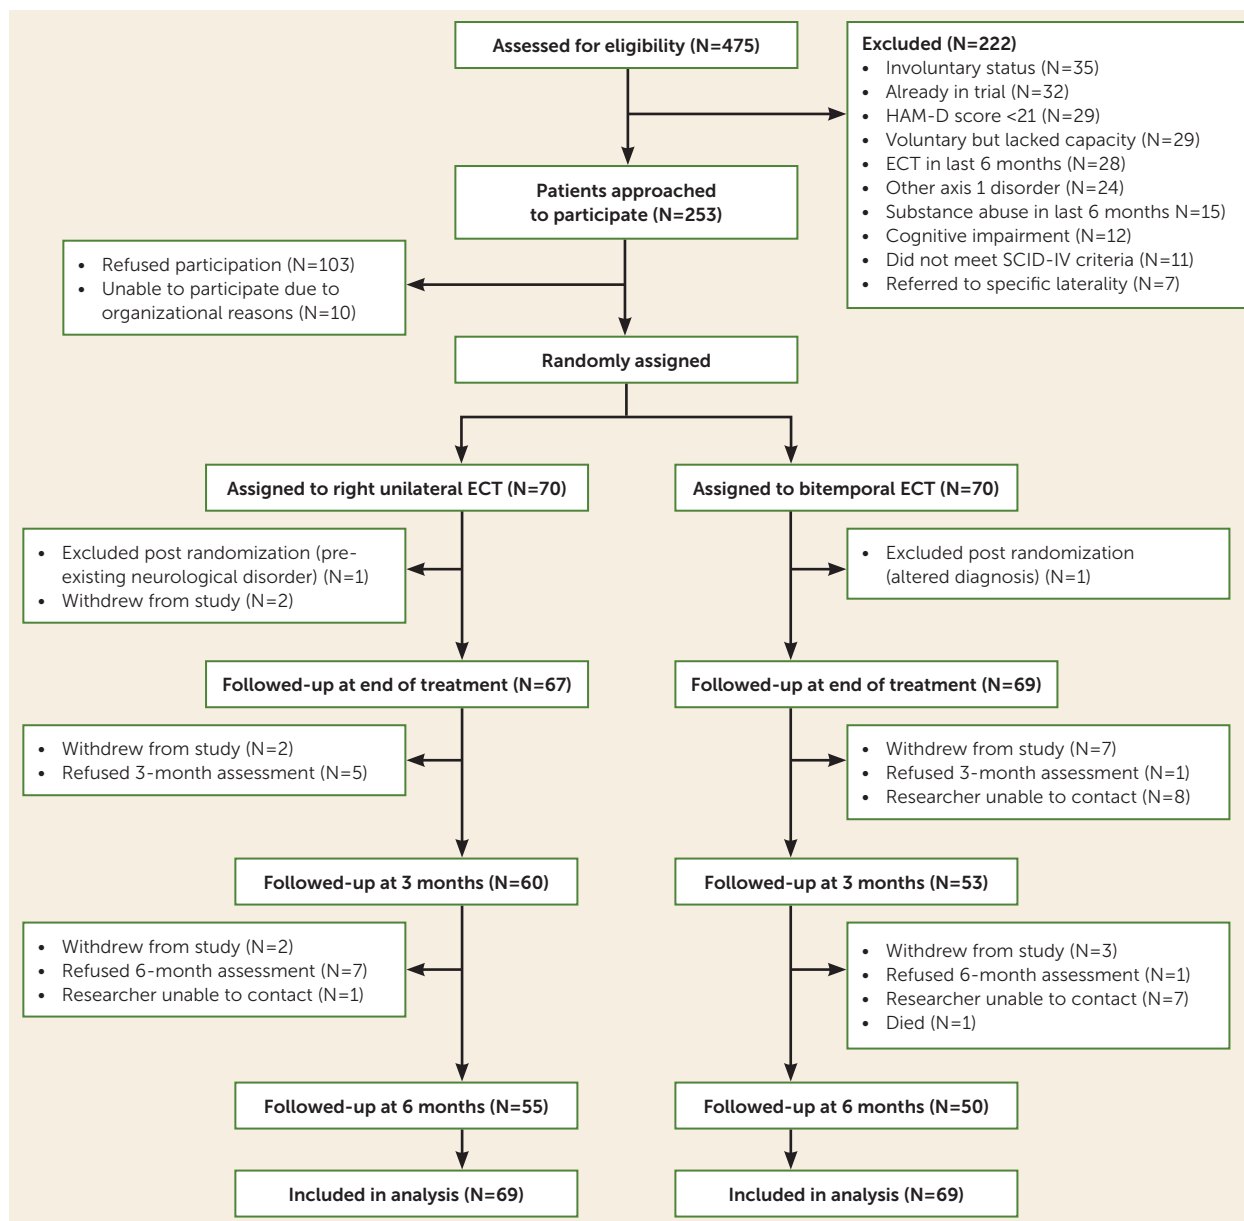 Assessed for eligibility (N=475)
Excluded (N=222)
• Involuntary status (N=35)
• Already in trial (N=32)
• HAM-D score <21 (N=29)
• Voluntary but lacked capacity (N=29)
• ECT in last 6 months (N=28)
• Other axis 1 disorder (N=24)
• Substance abuse in last 6 months N=15)
• Cognitive impairment (N=12)
• Did not meet SCID-IV criteria (N=11)
• Referred to specific laterality (N=7)
Patients approached
to participate (N=253)
• Refused participation (N=103)
• Unable to participate due to
organizational reasons (N=10)
Randomly assigned
Assigned to right unilateral ECT (N=70)
Assigned to bitemporal ECT (N=70)
• Excluded post randomization (pre-
existing neurological disorder) (N=1)
• Withdrew from study (N=2)
• Excluded post randomization
(altered diagnosis) (N=1)
Followed-up at end of treatment (N=67)
Followed-up at end of treatment (N=69)
• Withdrew from study (N=2)
• Refused 3-month assessment (N=5)
• Withdrew from study (N=7)
• Refused 3-month assessment (N=1)
• Researcher unable to contact (N=8)
Followed-up at 3 months (N=60)
Followed-up at 3 months (N=53)
• Withdrew from study (N=2)
• Refused 6-month assessment (N=7)
• Researcher unable to contact (N=1)
• Withdrew from study (N=3)
• Refused 6-month assessment (N=1)
• Researcher unable to contact (N=7)
• Died (N=1)
Followed-up at 6 months (N=55)
Followed-up at 6 months (N=50)
Included in analysis (N=69)
Included in analysis (N=69)